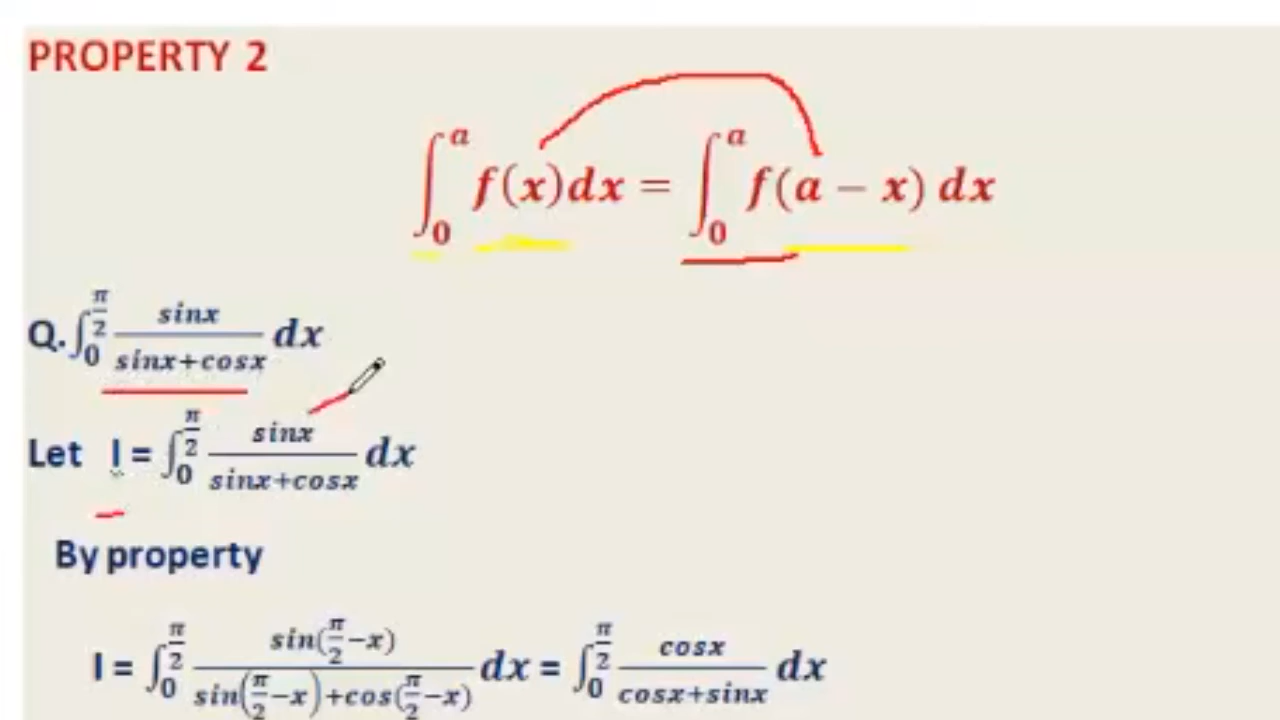 PROPERTY 2
∫₀ᵃ f(x)dx = ∫₀ᵃ f(a − x) dx
Q. ∫₀^(π/2) sinx/(sinx+cosx) dx
Let I = ∫₀^(π/2) sinx/(sinx+cosx) dx
By property
I = ∫₀^(π/2) sin(π/2−x)/(sin(π/2−x)+cos(π/2−x)) dx = ∫₀^(π/2) cosx/(cosx+sinx) dx